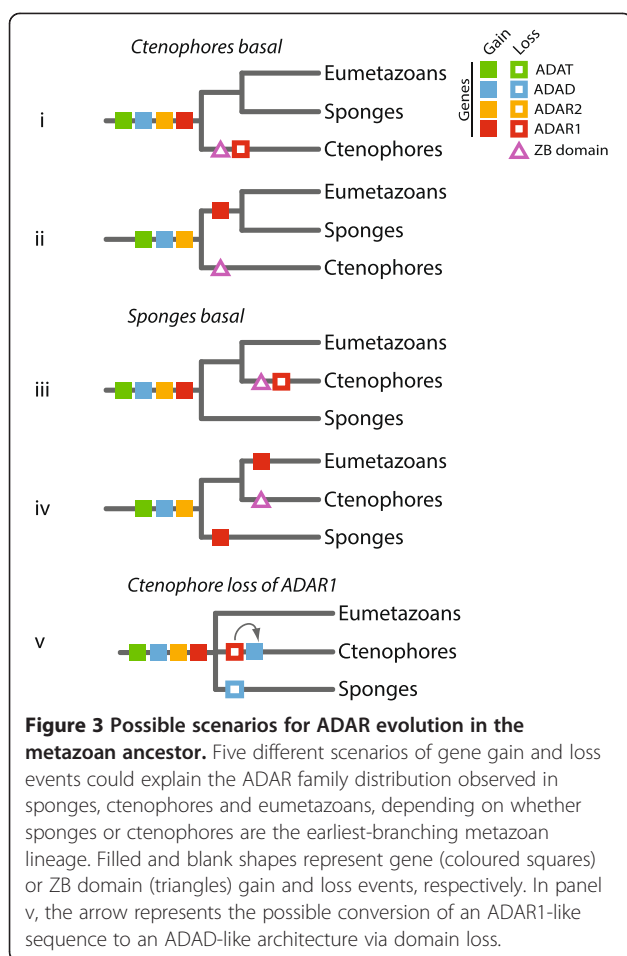 Ctenophores basal
Gain
Loss
Genes
ADAT
ADAD
ADAR2
ADAR1
ZB domain
i
Eumetazoans
Sponges
Ctenophores
ii
Eumetazoans
Sponges
Ctenophores
Sponges basal
iii
Eumetazoans
Ctenophores
Sponges
iv
Eumetazoans
Ctenophores
Sponges
Ctenophore loss of ADAR1
v
Eumetazoans
Ctenophores
Sponges
Figure 3 Possible scenarios for ADAR evolution in the
metazoan ancestor. Five different scenarios of gene gain and loss
events could explain the ADAR family distribution observed in
sponges, ctenophores and eumetazoans, depending on whether
sponges or ctenophores are the earliest-branching metazoan
lineage. Filled and blank shapes represent gene (coloured squares)
or ZB domain (triangles) gain and loss events, respectively. In panel
v, the arrow represents the possible conversion of an ADAR1-like
sequence to an ADAD-like architecture via domain loss.